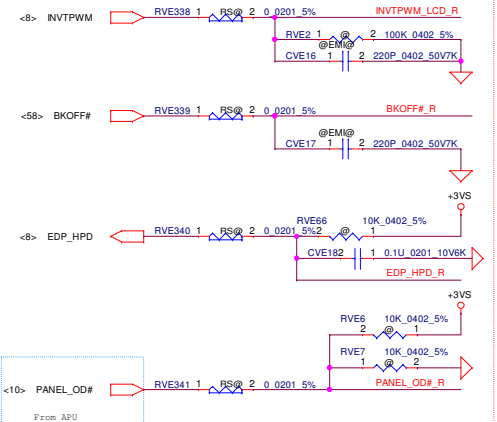 <8> INVTPWM RVE338 1 RS@ 2 0_0201_5% INVTPWM_LCD_R
RVE2 1 @ 2 100K_0402_5%
@EMI@
CVE16 1 2 220P_0402_50V7K
<58> BKOFF# RVE339 1 RS@ 2 0_0201_5% BKOFF#_R
@EMI@
CVE17 1 2 220P_0402_50V7K
+3VS
RVE66 10K_0402_5%
<8> EDP_HPD RVE340 1 RS@ 2 0_0201_5% 2 @ 1
CVE18 2 1 0.1U_0201_10V6K
EDP_HPD_R
+3VS
RVE6 10K_0402_5%
2 @ 1
RVE7 10K_0402_5%
1 @ 2
<10> PANEL_OD# RVE341 1 RS@ 2 0_0201_5% PANEL_OD#_R
From APU